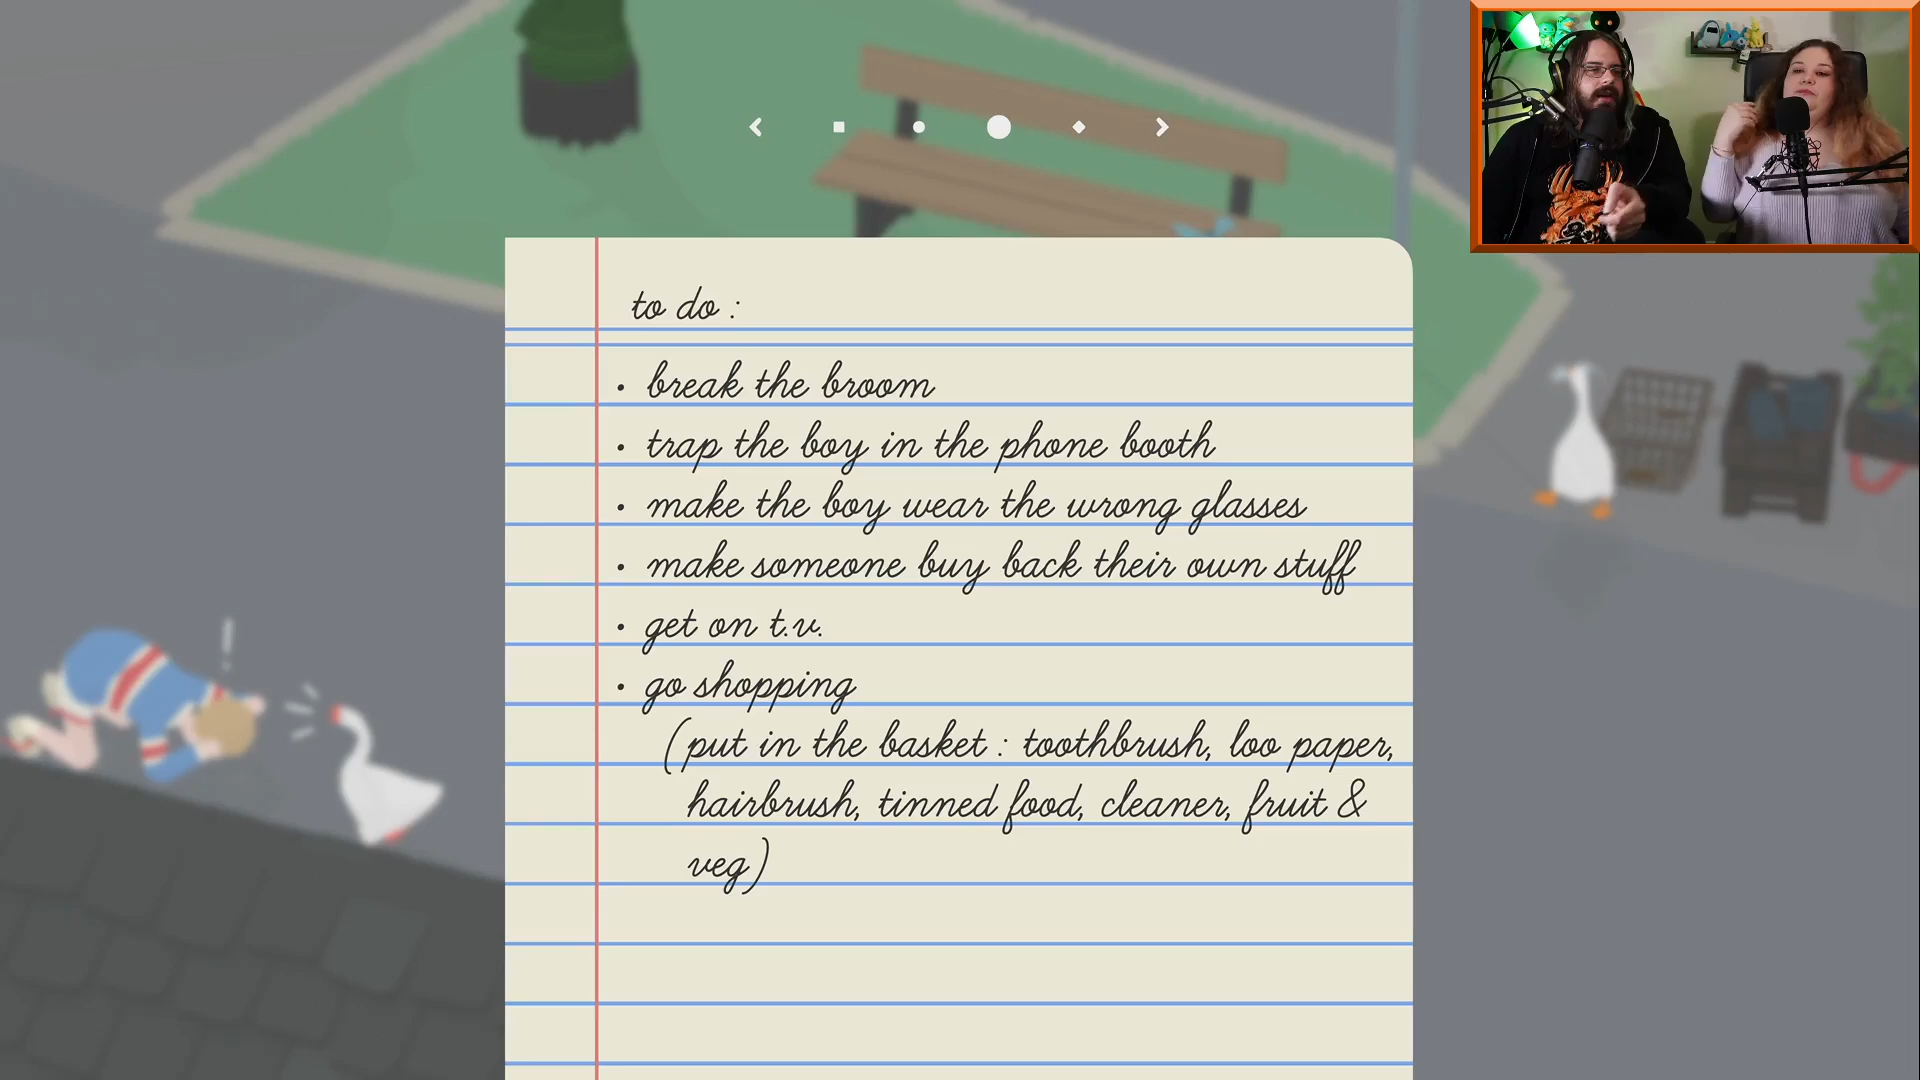 to do :
• break the broom
• trap the boy in the phone booth
• make the boy wear the wrong glasses
• make someone buy back their own stuff
• get on t.v.
• go shopping
(put in the basket : toothbrush, loo paper,
hairbrush, tinned food, cleaner, fruit &
veg)